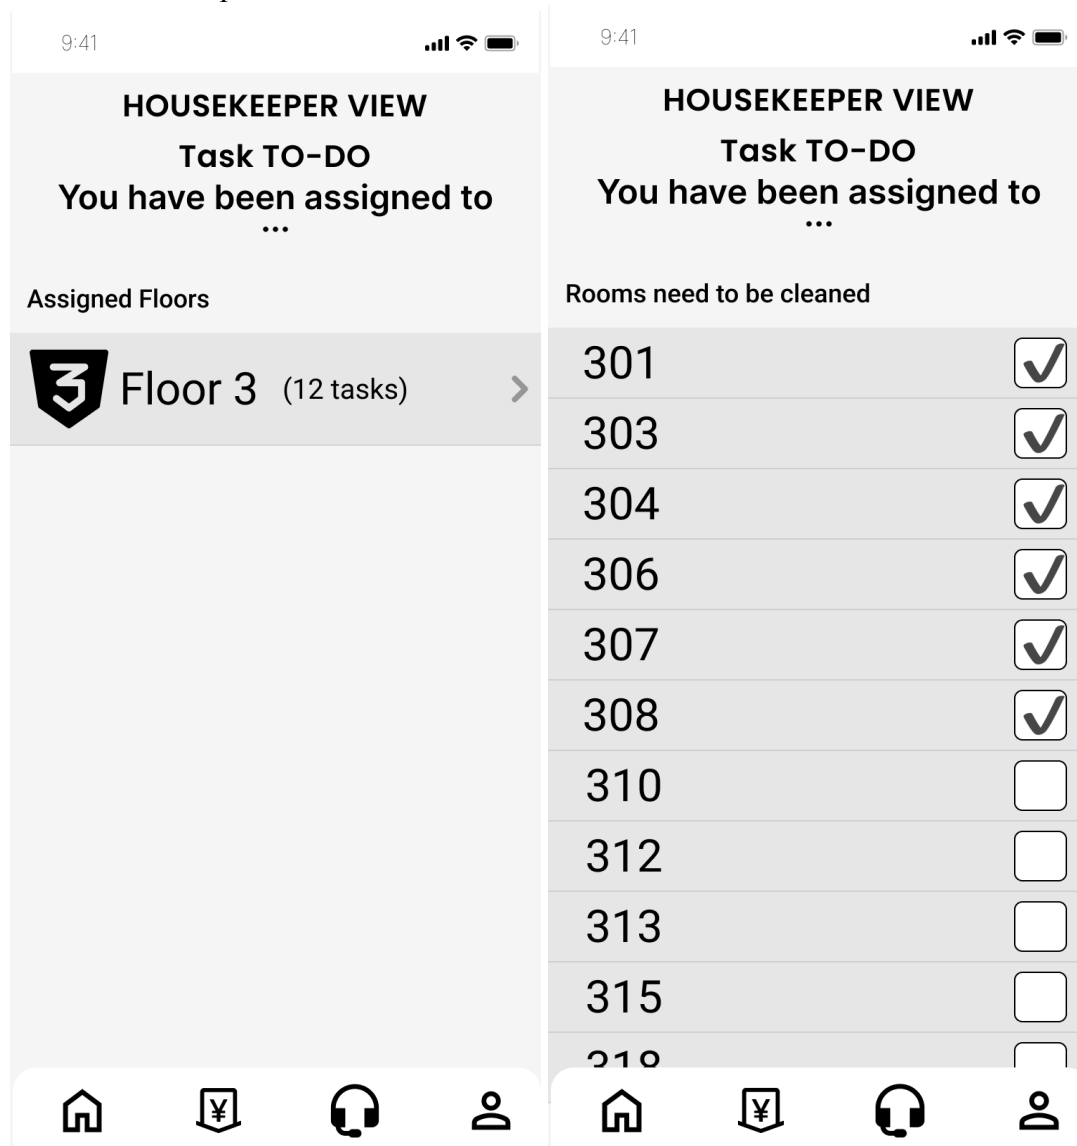 9:41
HOUSEKEEPER VIEW
Task TO-DO
You have been assigned to
...
Assigned Floors
3 Floor 3 (12 tasks)
¥
9:41
HOUSEKEEPER VIEW
Task TO-DO
You have been assigned to
...
Rooms need to be cleaned
301
303
304
306
307
308
310
312
313
315
318
¥